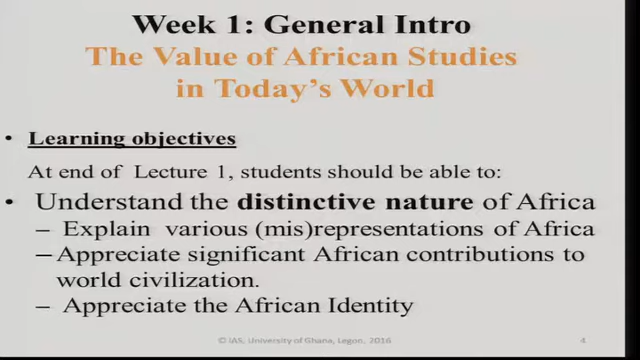 Week 1: General Intro
The Value of African Studies
in Today's World
• Learning objectives
At end of Lecture 1, students should be able to:
• Understand the distinctive nature of Africa
– Explain various (mis)representations of Africa
– Appreciate significant African contributions to
world civilization.
– Appreciate the African Identity
© IAS, University of Ghana, Legon, 2016
4